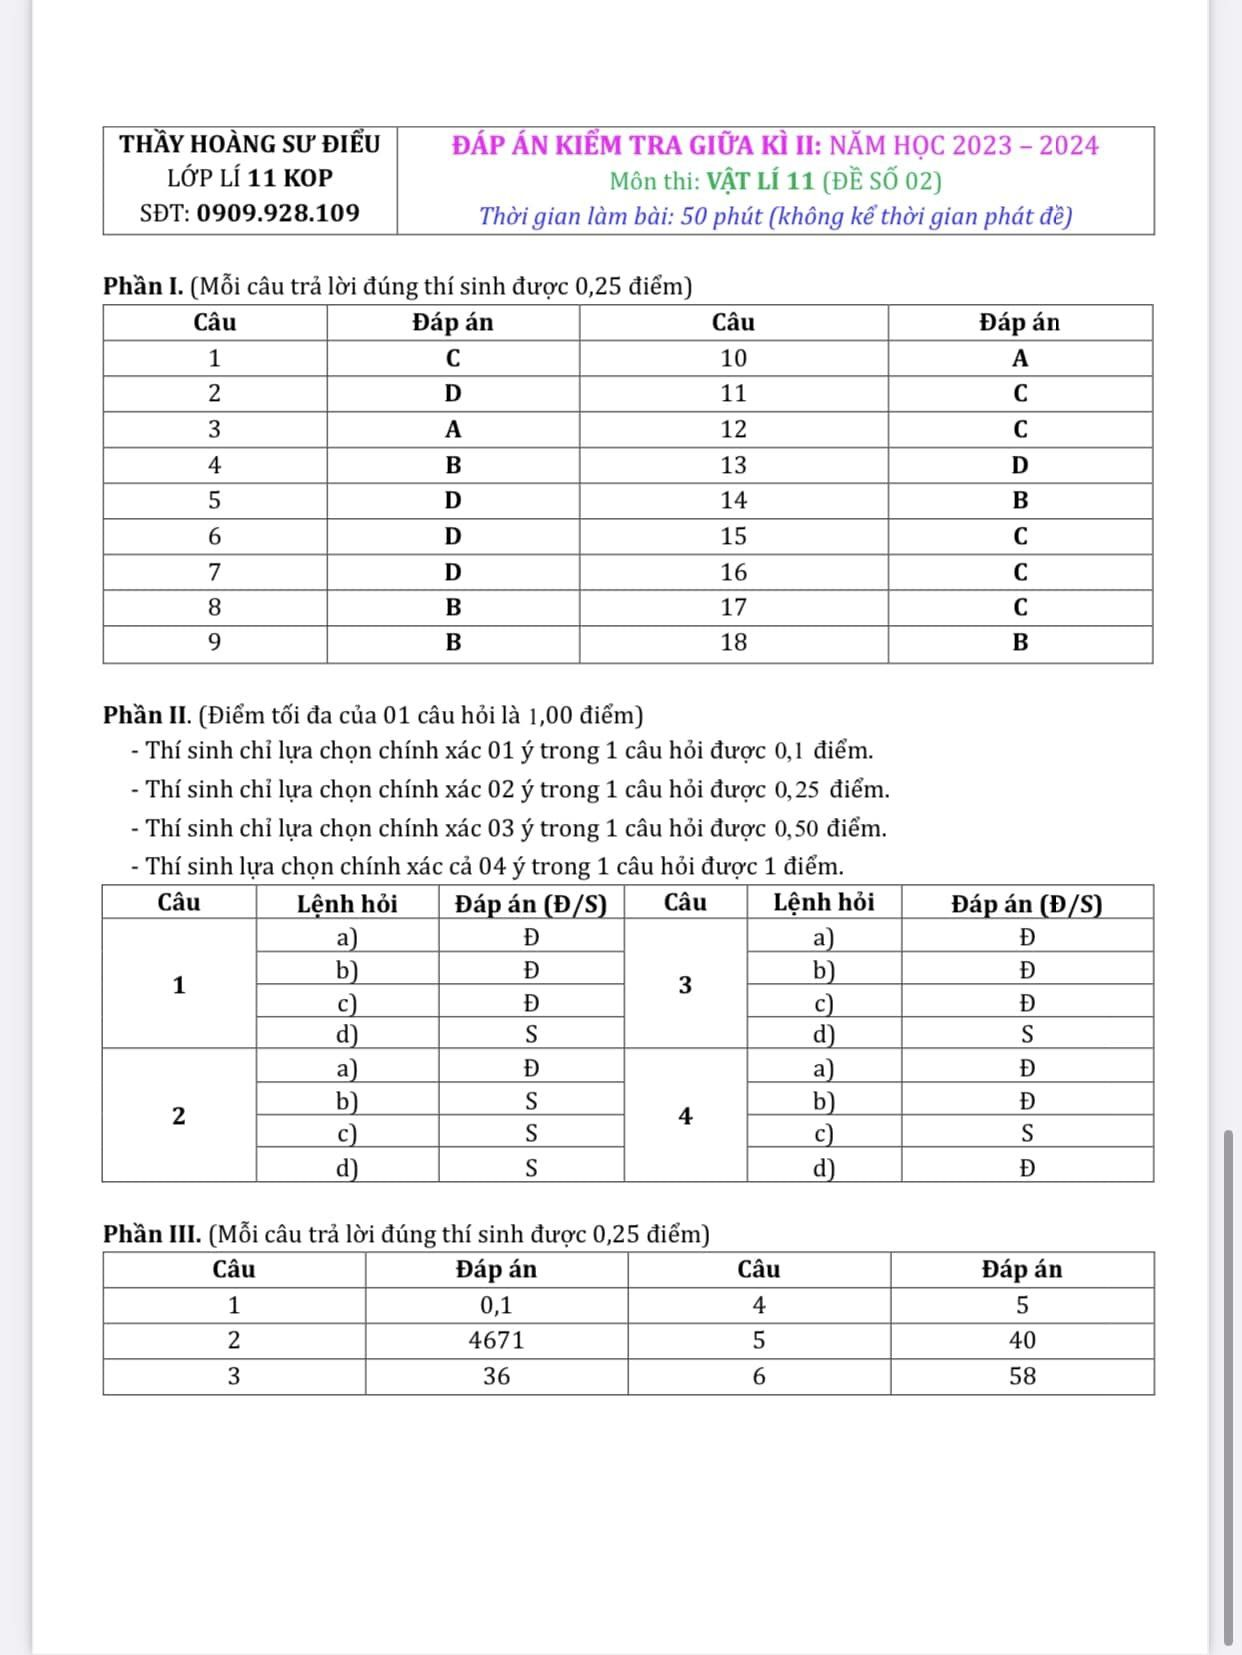 THẦY HOÀNG SƯ ĐIỂU
LỚP LÍ 11 KOP
SĐT: 0909.928.109
ĐÁP ÁN KIỂM TRA GIỮA KÌ II: NĂM HỌC 2023 – 2024
Môn thi: VẬT LÍ 11 (ĐỀ SỐ 02)
Thời gian làm bài: 50 phút (không kể thời gian phát đề)
Phần I. (Mỗi câu trả lời đúng thí sinh được 0,25 điểm)
Câu Đáp án Câu Đáp án
1 C 10 A
2 D 11 C
3 A 12 C
4 B 13 D
5 D 14 B
6 D 15 C
7 D 16 C
8 B 17 C
9 B 18 B
Phần II. (Điểm tối đa của 01 câu hỏi là 1,00 điểm)
- Thí sinh chỉ lựa chọn chính xác 01 ý trong 1 câu hỏi được 0,1 điểm.
- Thí sinh chỉ lựa chọn chính xác 02 ý trong 1 câu hỏi được 0,25 điểm.
- Thí sinh chỉ lựa chọn chính xác 03 ý trong 1 câu hỏi được 0,50 điểm.
- Thí sinh lựa chọn chính xác cả 04 ý trong 1 câu hỏi được 1 điểm.
Câu Lệnh hỏi Đáp án (Đ/S) Câu Lệnh hỏi Đáp án (Đ/S)
1 a) Đ 3 a) Đ
b) Đ b) Đ
c) Đ c) Đ
d) S d) S
2 a) Đ 4 a) Đ
b) S b) Đ
c) S c) S
d) S d) Đ
Phần III. (Mỗi câu trả lời đúng thí sinh được 0,25 điểm)
Câu Đáp án Câu Đáp án
1 0,1 4 5
2 4671 5 40
3 36 6 58